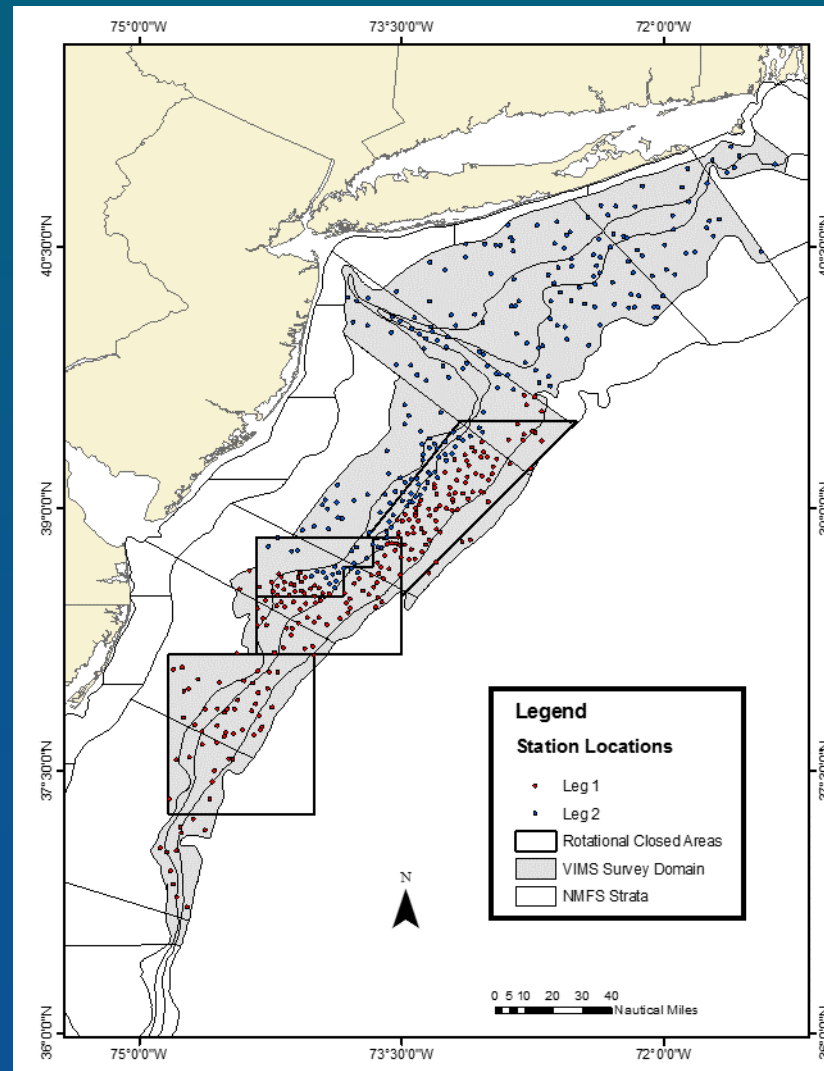 75°0'0"W 73°30'0"W 72°0'0"W
40°30'0"N
39°0'0"N
37°30'0"N
36°0'0"N
Legend
Station Locations
Leg 1
Leg 2
Rotational Closed Areas
VIMS Survey Domain
NMFS Strata
N
0 5 10 20 30 40
Nautical Miles
75°0'0"W 73°30'0"W 72°0'0"W